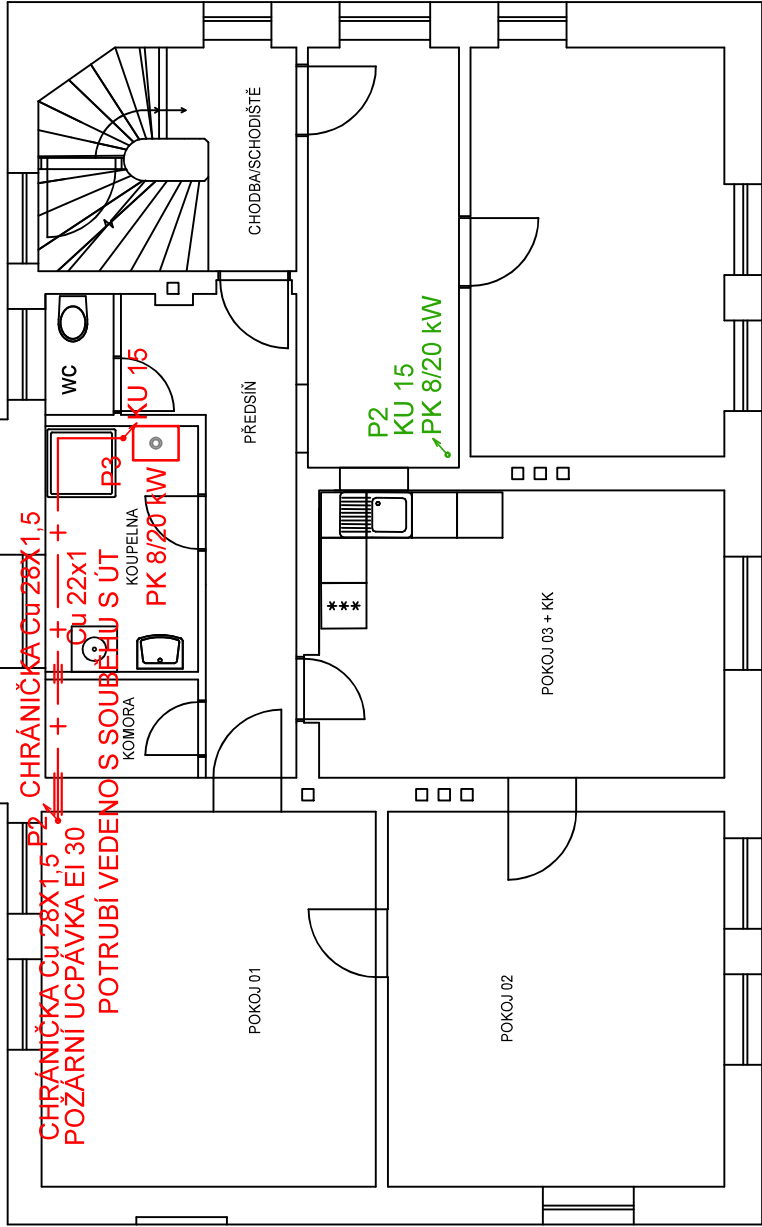 CHODBA/SCHODIŠTĚ
WC
KU 15
PŘEDSÍŇ
P2
KU 15
PK 8/20 kW
P3
KOUPELNA
PK 8/20 kW
CHRÁNIČKA Cu 28X1,5
Cu 22x1
POTRUBÍ VEDENO S SOUBĚHU S ÚT
KOMORA
***
POKOJ 03 + KK
P2
CHRÁNIČKA Cu 28X1,5
POŽÁRNÍ UCPÁVKA EI 30
POKOJ 01
POKOJ 02